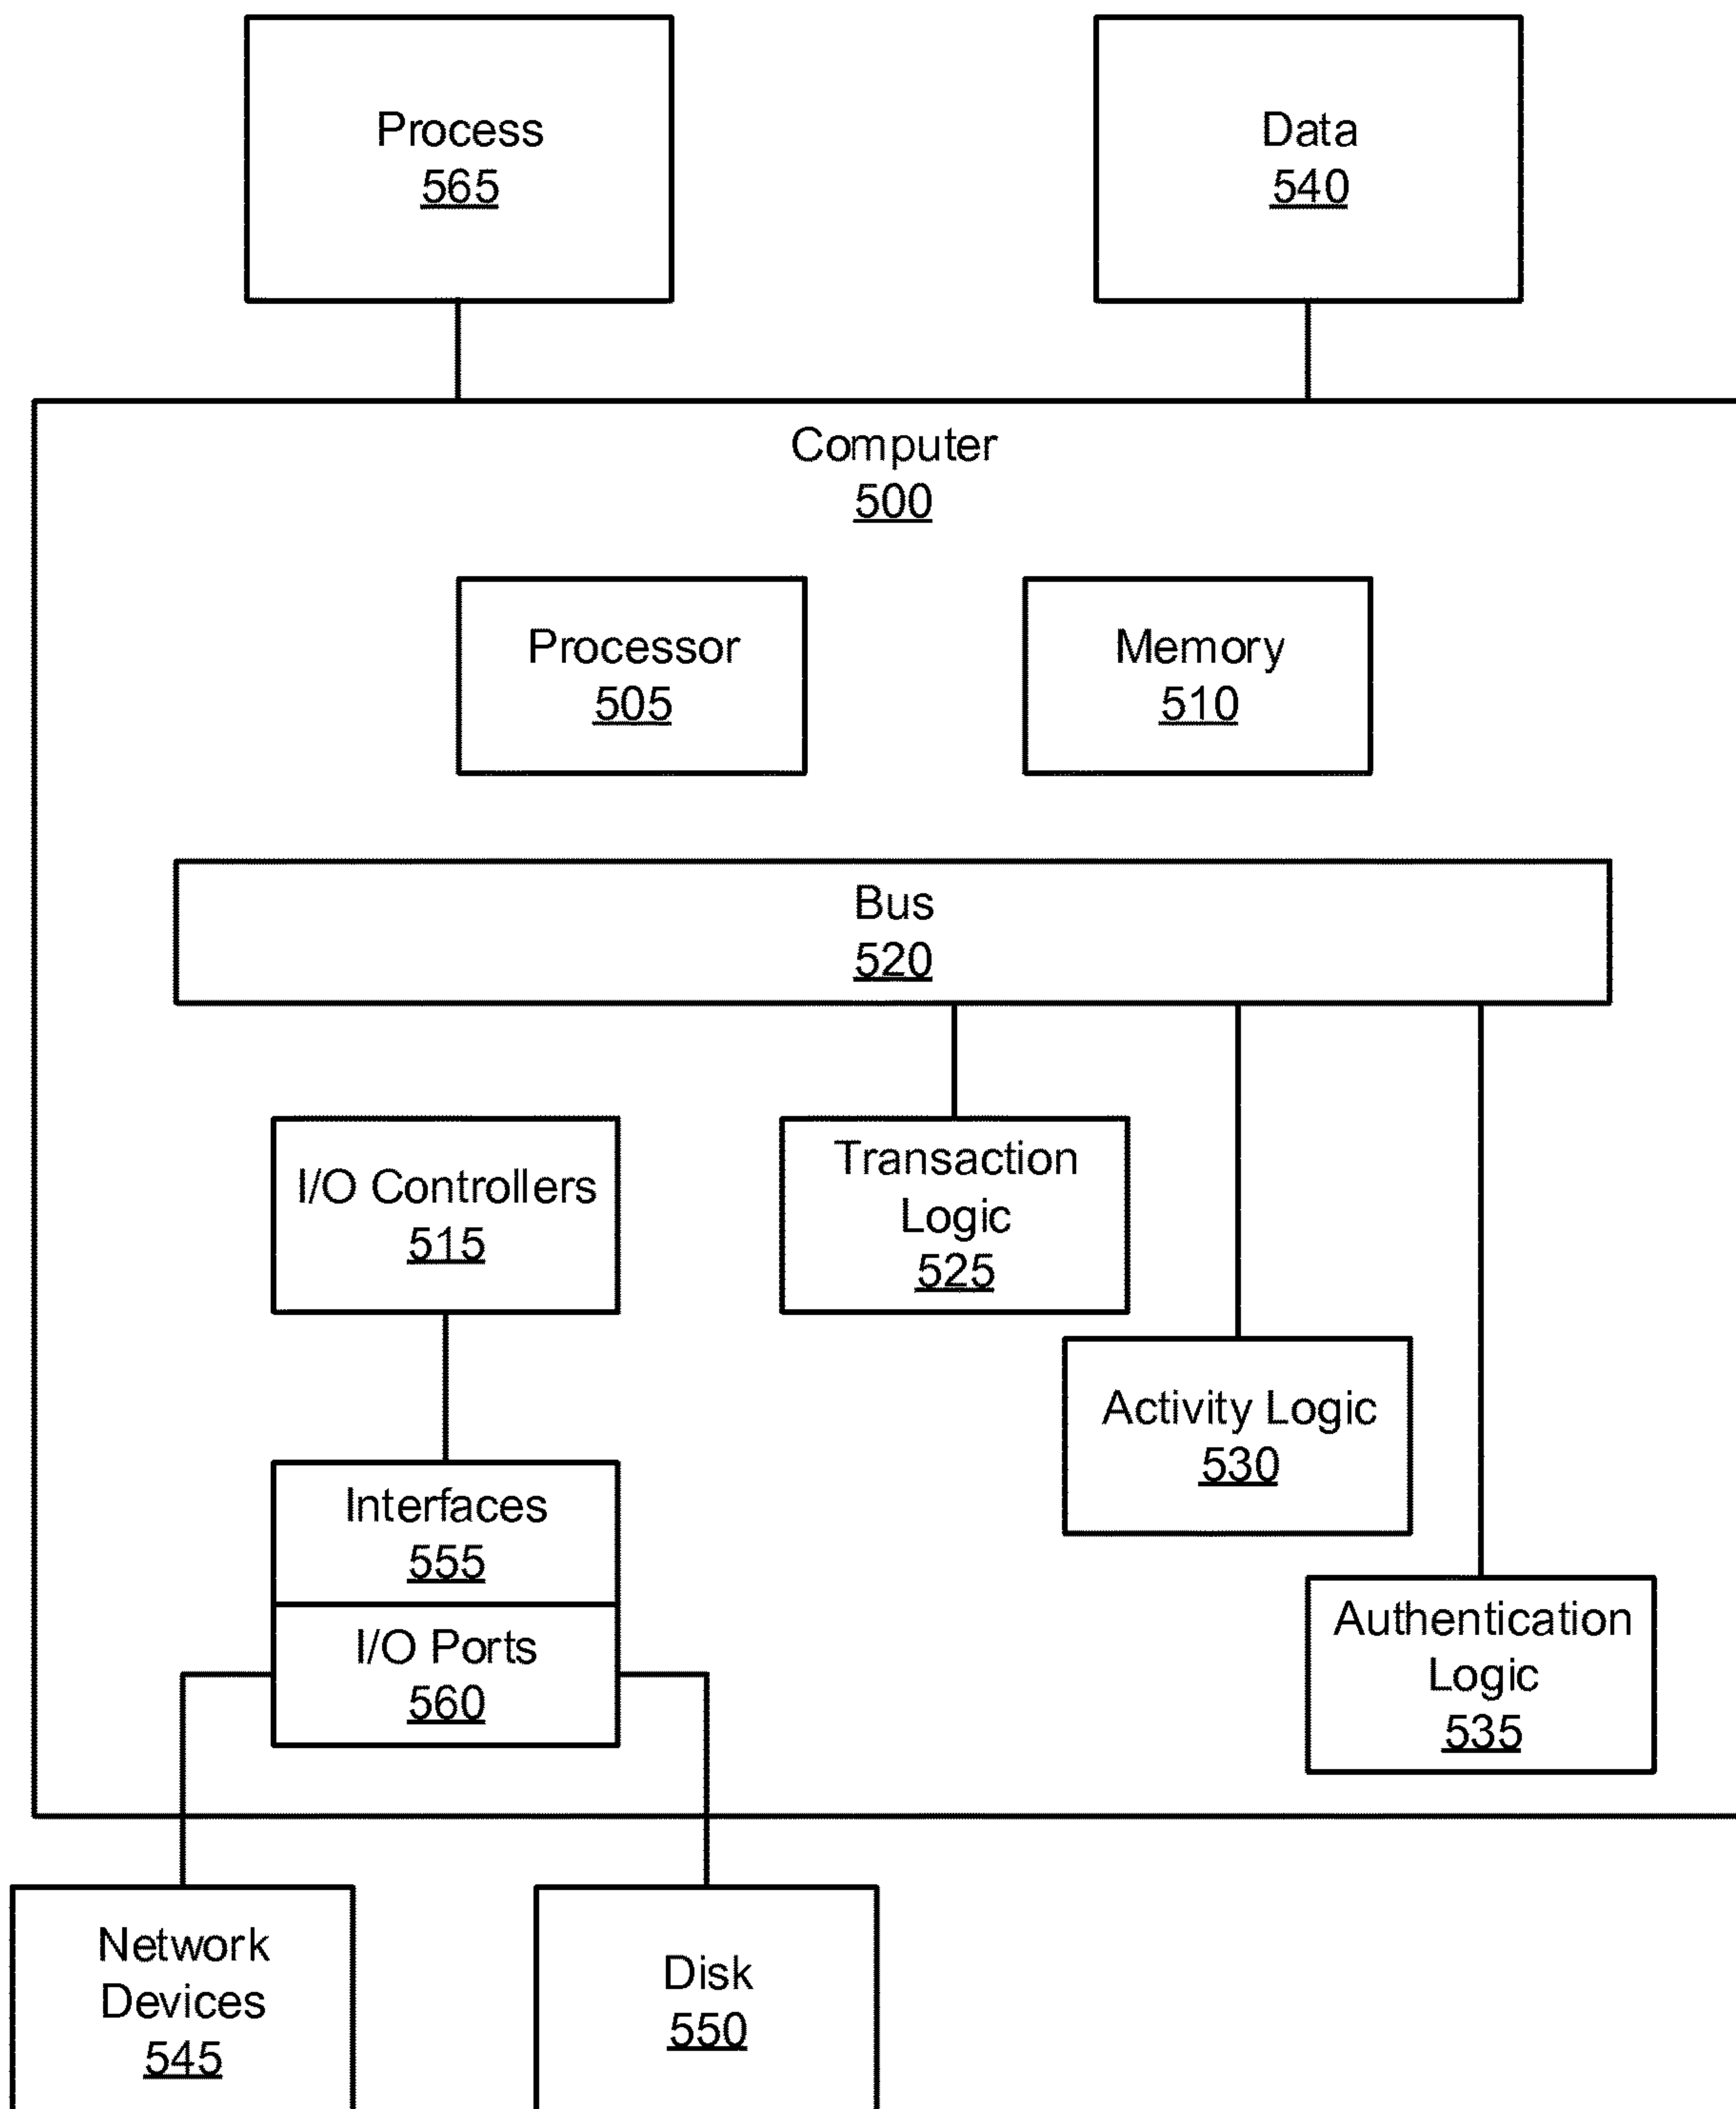 Process
565
Data
540
Computer
500
Processor
505
Memory
510
Bus
520
I/O Controllers
515
Transaction
Logic
525
Activity Logic
530
Interfaces
555
I/O Ports
560
Authentication
Logic
535
Network
Devices
545
Disk
550